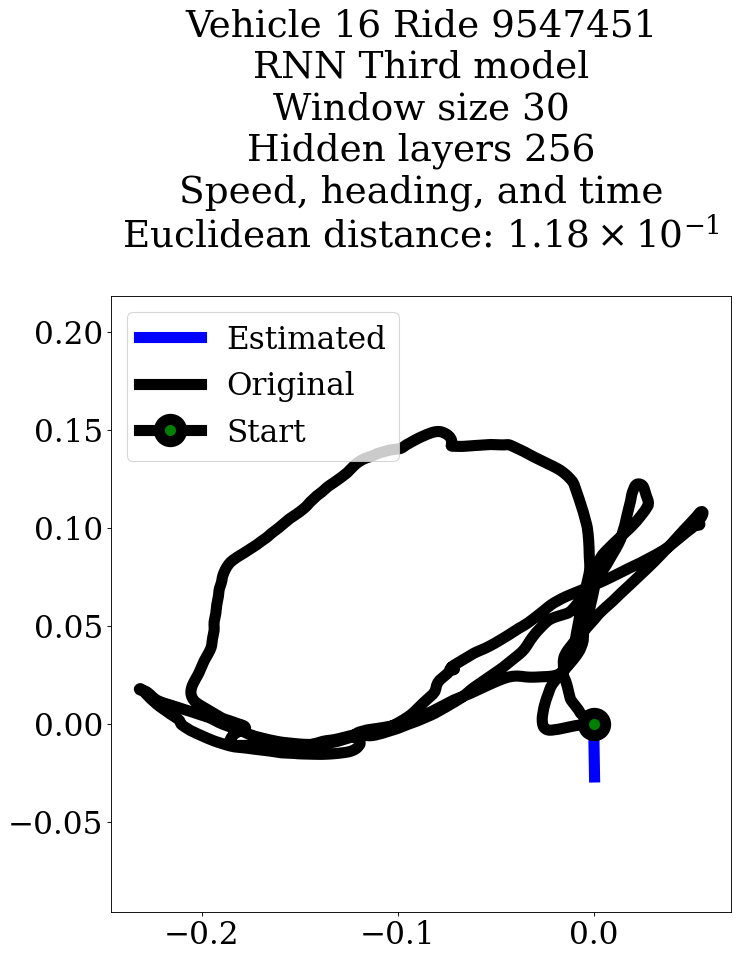 Vehicle 16 Ride 9547451
RNN Third model
Window size 30
Hidden layers 256
Speed, heading, and time
Euclidean distance: 1.18 × 10⁻¹
Estimated
Original
Start
0.20
0.15
0.10
0.05
0.00
−0.05
−0.2
−0.1
0.0